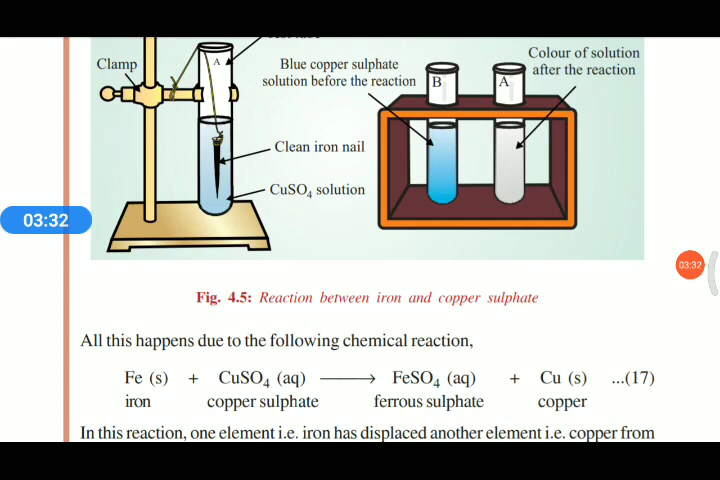 Clamp
A
Blue copper sulphate
solution before the reaction
B
A
Colour of solution
after the reaction
Clean iron nail
CuSO₄ solution
03:32
03:32
Fig. 4.5: Reaction between iron and copper sulphate
All this happens due to the following chemical reaction,
Fe (s) + CuSO₄ (aq) ⟶ FeSO₄ (aq) + Cu (s) ...(17)
iron copper sulphate ferrous sulphate copper
In this reaction, one element i.e. iron has displaced another element i.e. copper from